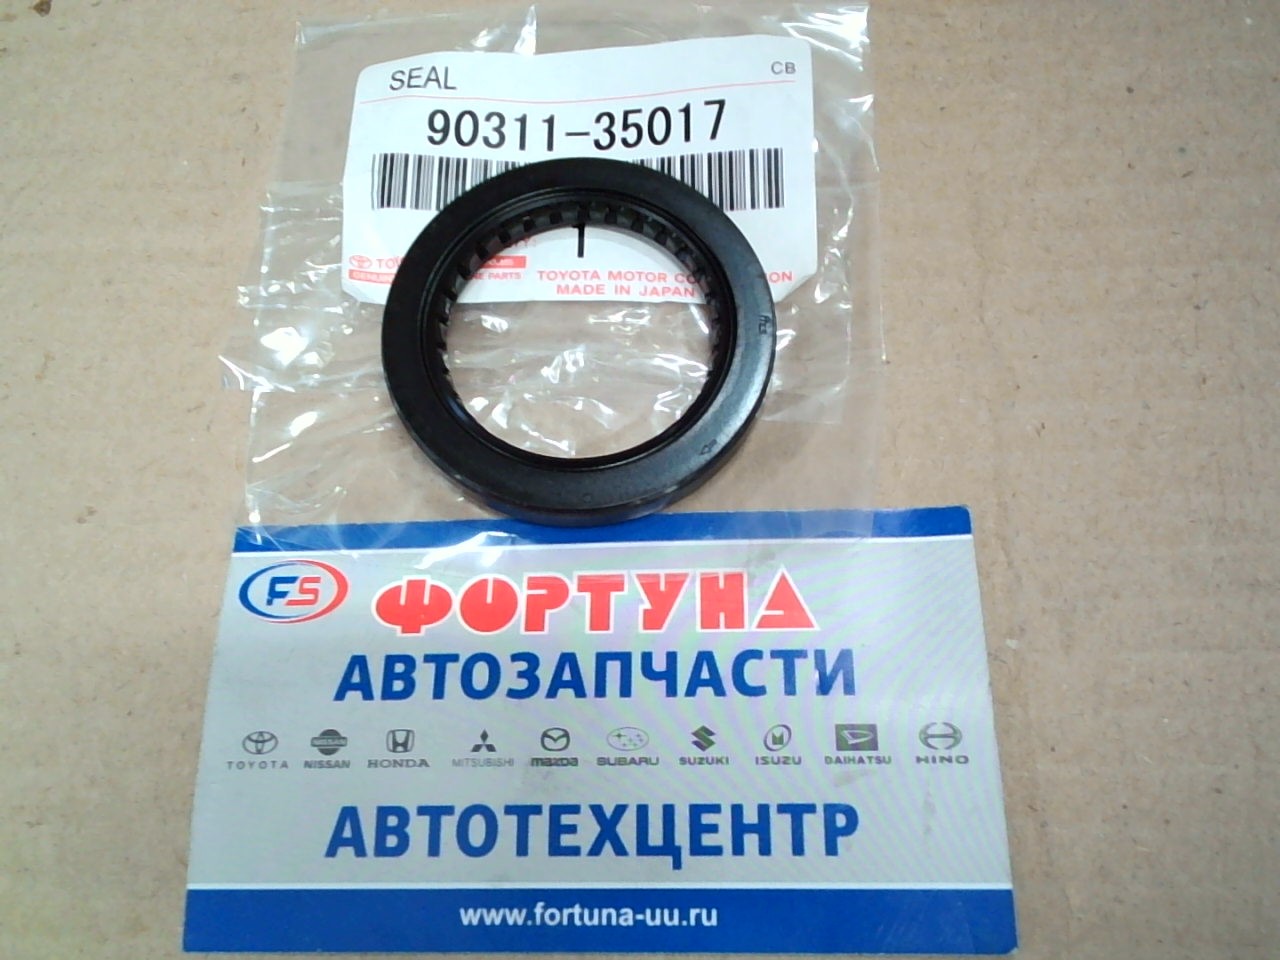 SEAL
CB
90311-35017
1
TOYOTA MOTOR
MADE IN JAPAN
FS
ФОРТУНА
АВТОЗАПЧАСТИ
TOYOTA NISSAN HONDA MITSUBISHI mazda SUBARU SUZUKI ISUZU DAIHATSU HINO
АВТОТЕХЦЕНТР
www.fortuna-uu.ru